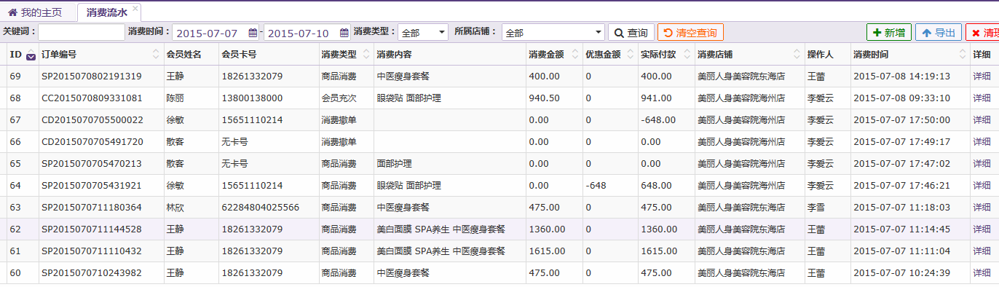 我的主页 消费流水
关键词： 消费时间： 2015-07-07 - 2015-07-10 消费类型： 全部 所属店铺： 全部 查询 清空查询 新增 导出
ID 订单编号 会员姓名 会员卡号 消费类型 消费内容 消费金额 优惠金额 实际付款 消费店铺 操作人 消费时间 详细
69 SP2015070802191319 王静 18261332079 商品消费 中医瘦身套餐 400.00 0 400.00 美丽人身美容院东海店 王蕾 2015-07-08 14:19:13 详细
68 CC2015070809331081 陈丽 13800138000 会员充次 眼袋贴 面部护理 940.50 0 941.00 美丽人身美容院海州店 李爱云 2015-07-08 09:33:10 详细
67 CD2015070705500022 徐敏 15651110214 消费撤单 0.00 0 -648.00 美丽人身美容院海州店 李爱云 2015-07-07 17:50:00 详细
66 CD2015070705491720 散客 无卡号 消费撤单 0.00 0 0.00 美丽人身美容院海州店 李爱云 2015-07-07 17:49:17 详细
65 SP2015070705470213 散客 无卡号 商品消费 面部护理 0.00 0 0.00 美丽人身美容院海州店 李爱云 2015-07-07 17:47:02 详细
64 SP2015070705431921 徐敏 15651110214 商品消费 眼袋贴 面部护理 0.00 -648 648.00 美丽人身美容院海州店 李爱云 2015-07-07 17:46:21 详细
63 SP2015070711180364 林欣 62284804025566 商品消费 中医瘦身套餐 475.00 0 475.00 美丽人身美容院东海店 李雪 2015-07-07 11:18:03 详细
62 SP2015070711144528 王静 18261332079 商品消费 美白面膜 SPA养生 中医瘦身套餐 1360.00 0 1360.00 美丽人身美容院东海店 王蕾 2015-07-07 11:14:45 详细
61 SP2015070711110432 王静 18261332079 商品消费 美白面膜 SPA养生 中医瘦身套餐 1615.00 0 1615.00 美丽人身美容院东海店 王蕾 2015-07-07 11:11:04 详细
60 SP2015070710243982 王静 18261332079 商品消费 中医瘦身套餐 475.00 0 475.00 美丽人身美容院东海店 王蕾 2015-07-07 10:24:39 详细